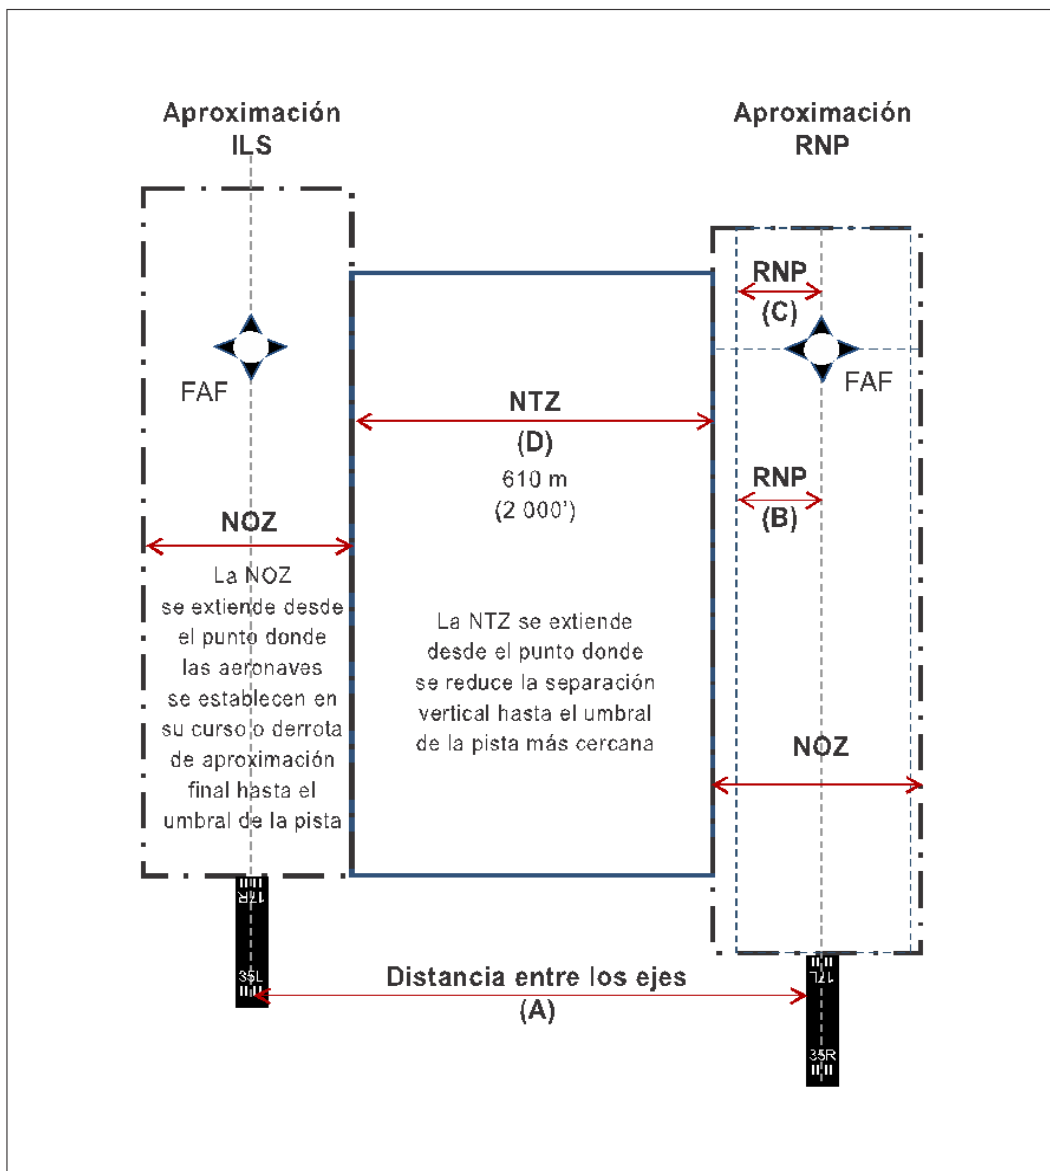 Aproximación
ILS
Aproximación
RNP
RNP
(C)
FAF
FAF
NTZ
(D)
610 m
(2 000')
RNP
(B)
NOZ
La NOZ
se extiende desde
el punto donde
las aeronaves
se establecen en
su curso o derrota
de aproximación
final hasta el
umbral de la pista
La NTZ se extiende
desde el punto donde
se reduce la separación
vertical hasta el umbral
de la pista más cercana
NOZ
17R
35L
Distancia entre los ejes
(A)
17L
35R